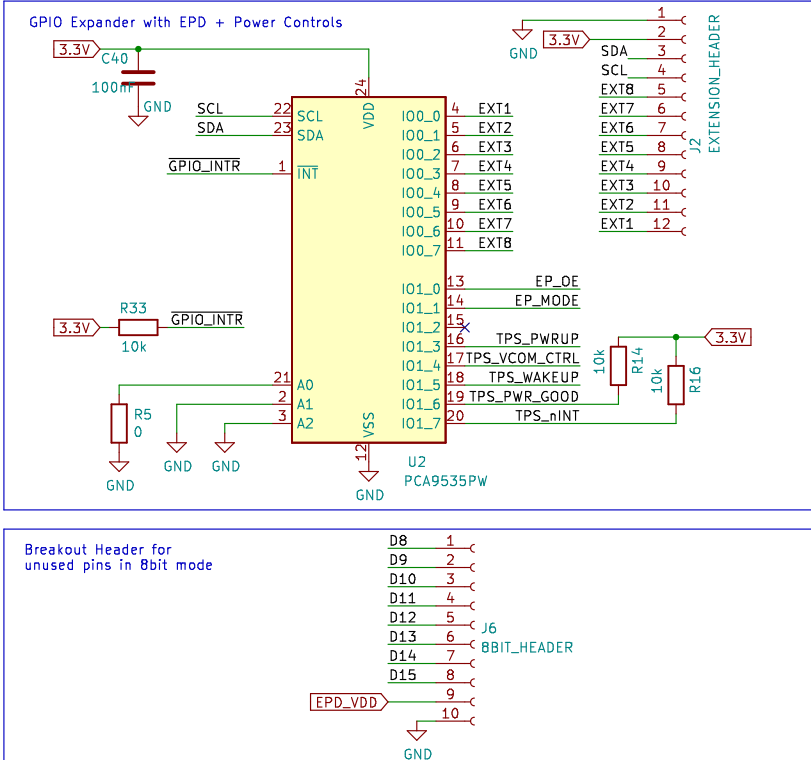 GPIO Expander with EPD + Power Controls
3.3V
C40
100nF
GND
SCL
SDA
GPIO_INTR
22
23
1
SCL
SDA
INT
24
VDD
IO0_0
IO0_1
IO0_2
IO0_3
IO0_4
IO0_5
IO0_6
IO0_7
4
5
6
7
8
9
10
11
EXT1
EXT2
EXT3
EXT4
EXT5
EXT6
EXT7
EXT8
GND
3.3V
SDA
SCL
EXT8
EXT7
EXT6
EXT5
EXT4
EXT3
EXT2
EXT1
1
2
3
4
5
6
7
8
9
10
11
12
J2
EXTENSION_HEADER
IO1_0
IO1_1
IO1_2
IO1_3
IO1_4
IO1_5
IO1_6
IO1_7
13
14
15
16
17
18
19
20
EP_OE
EP_MODE
TPS_PWRUP
TPS_VCOM_CTRL
TPS_WAKEUP
TPS_PWR_GOOD
TPS_nINT
3.3V
10k
R14
10k
R16
3.3V
R33
10k
GPIO_INTR
21
2
3
A0
A1
A2
R5
0
GND
GND
GND
VSS
12
GND
U2
PCA9535PW
Breakout Header for
unused pins in 8bit mode
D8
D9
D10
D11
D12
D13
D14
D15
EPD_VDD
GND
1
2
3
4
5
6
7
8
9
10
J6
8BIT_HEADER